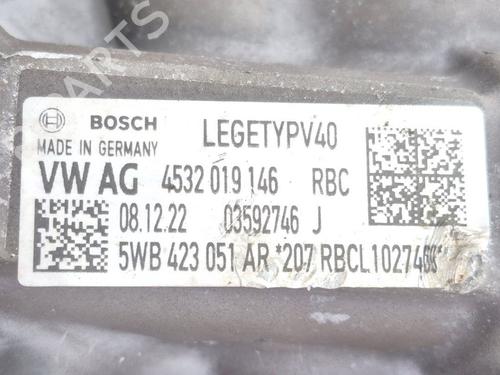 BOSCH LEGETYPV40
MADE IN GERMANY
VW AG 4532 019 146 RBC
08.12.22 03592746 J
5WB 423 051 AR *207